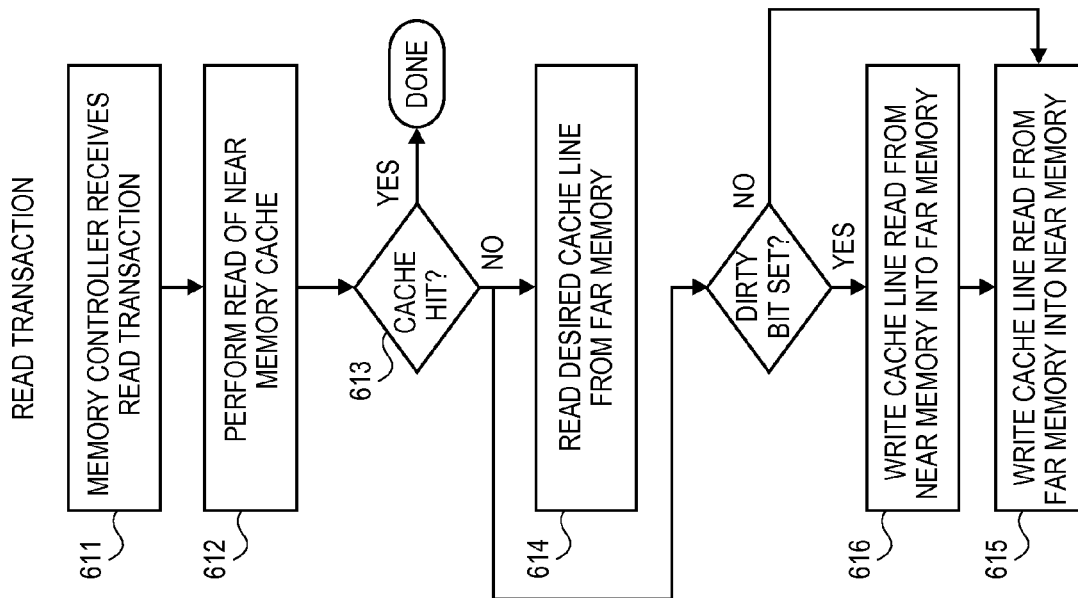 READ TRANSACTION
MEMORY CONTROLLER RECEIVES
READ TRANSACTION
611
PERFORM READ OF NEAR
MEMORY CACHE
612
CACHE
HIT?
613
YES
DONE
NO
READ DESIRED CACHE LINE
FROM FAR MEMORY
614
DIRTY
BIT SET?
NO
YES
WRITE CACHE LINE READ FROM
NEAR MEMORY INTO FAR MEMORY
616
WRITE CACHE LINE READ FROM
FAR MEMORY INTO NEAR MEMORY
615